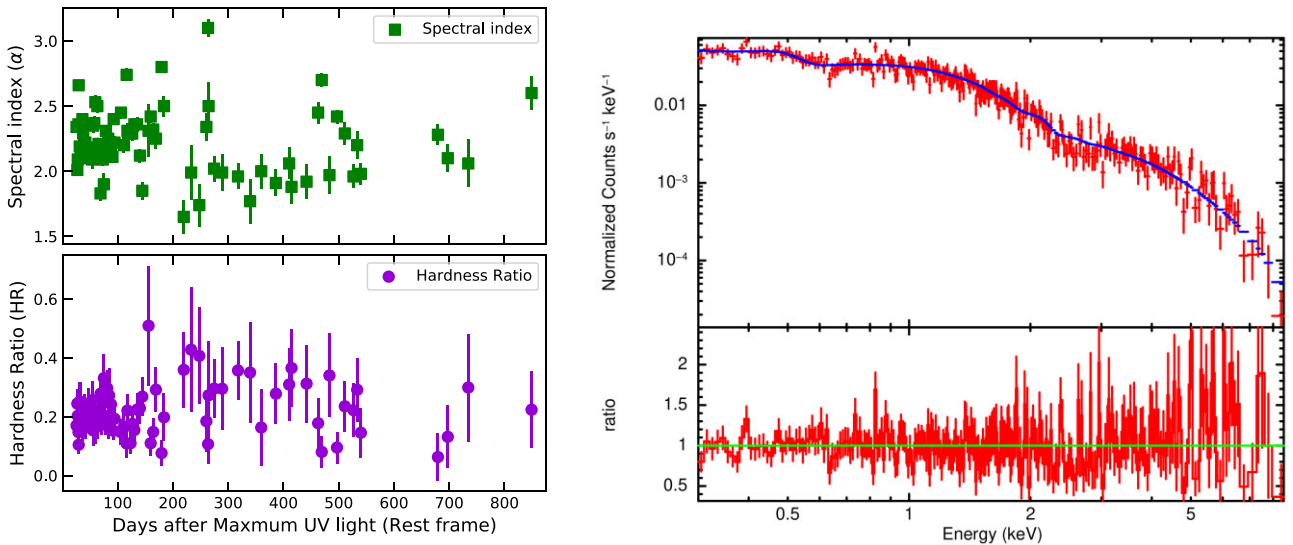 Spectral index (α)
3.0
2.5
2.0
1.5
Spectral index
Hardness Ratio (HR)
0.6
0.4
0.2
0.0
Hardness Ratio
100 200 300 400 500 600 700 800
Days after Maxmum UV light (Rest frame)
Normalized Counts s⁻¹ keV⁻¹
0.01
10⁻³
10⁻⁴
ratio
2
1.5
1
0.5
0.5 1 2 5
Energy (keV)